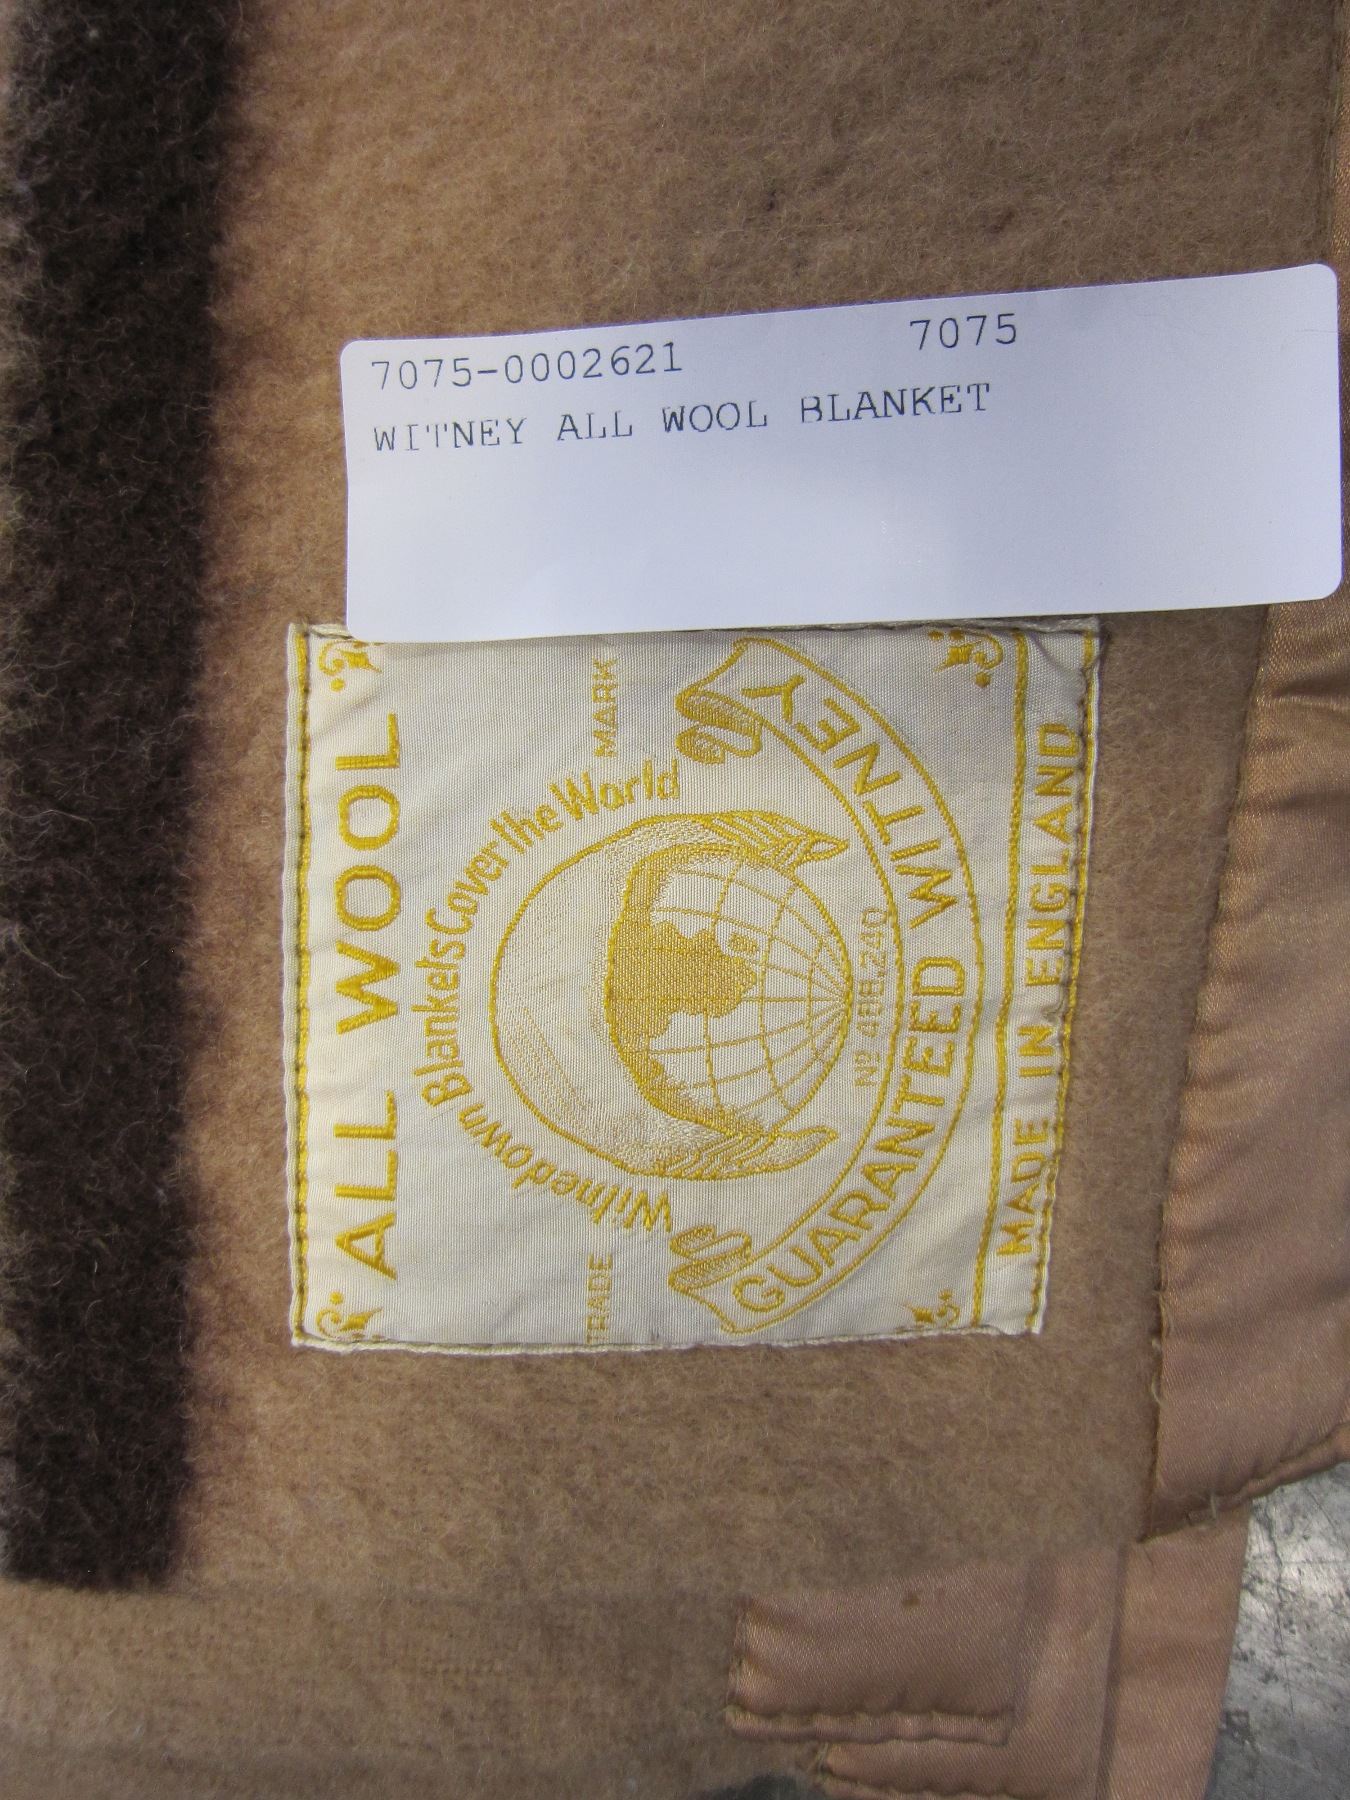 7075-0002621 7075
WITNEY ALL WOOL BLANKET
ALL WOOL
Witnedown Blankets Cover the World
TRADE MARK
Nº 488,240
GUARANTEED WITNEY
MADE IN ENGLAND